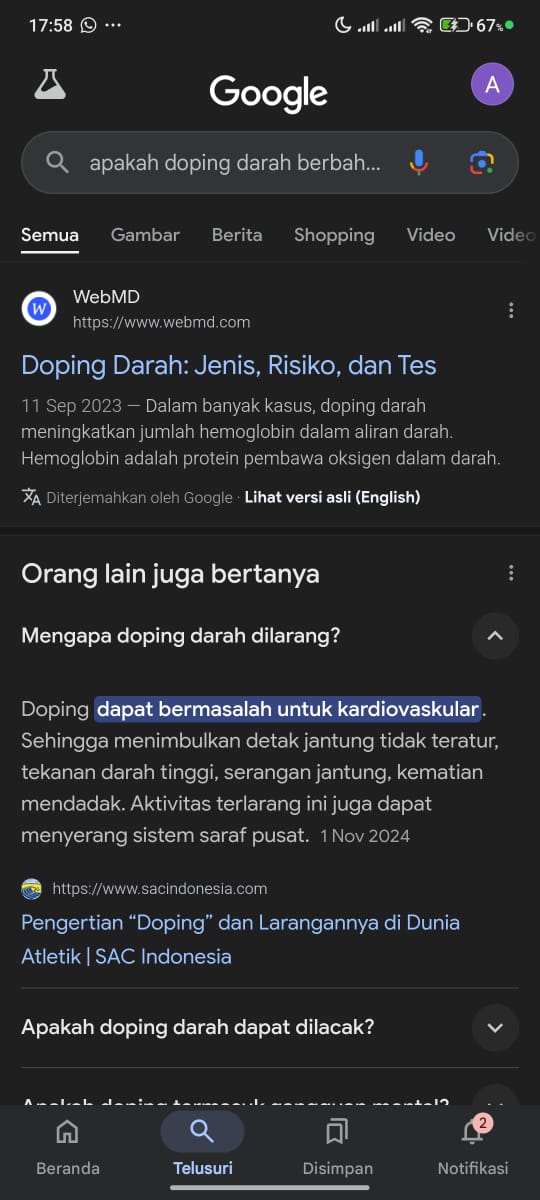 17:58 ... 67%
Google
A
apakah doping darah berbah...
Semua Gambar Berita Shopping Video Video
W WebMD
https://www.webmd.com
Doping Darah: Jenis, Risiko, dan Tes
11 Sep 2023 — Dalam banyak kasus, doping darah
meningkatkan jumlah hemoglobin dalam aliran darah.
Hemoglobin adalah protein pembawa oksigen dalam darah.
Diterjemahkan oleh Google · Lihat versi asli (English)
Orang lain juga bertanya
Mengapa doping darah dilarang?
Doping dapat bermasalah untuk kardiovaskular.
Sehingga menimbulkan detak jantung tidak teratur,
tekanan darah tinggi, serangan jantung, kematian
mendadak. Aktivitas terlarang ini juga dapat
menyerang sistem saraf pusat. 1 Nov 2024
https://www.sacindonesia.com
Pengertian “Doping” dan Larangannya di Dunia
Atletik | SAC Indonesia
Apakah doping darah dapat dilacak?
Apakah doping termasuk gangguan mental?
2
Beranda Telusuri Disimpan Notifikasi